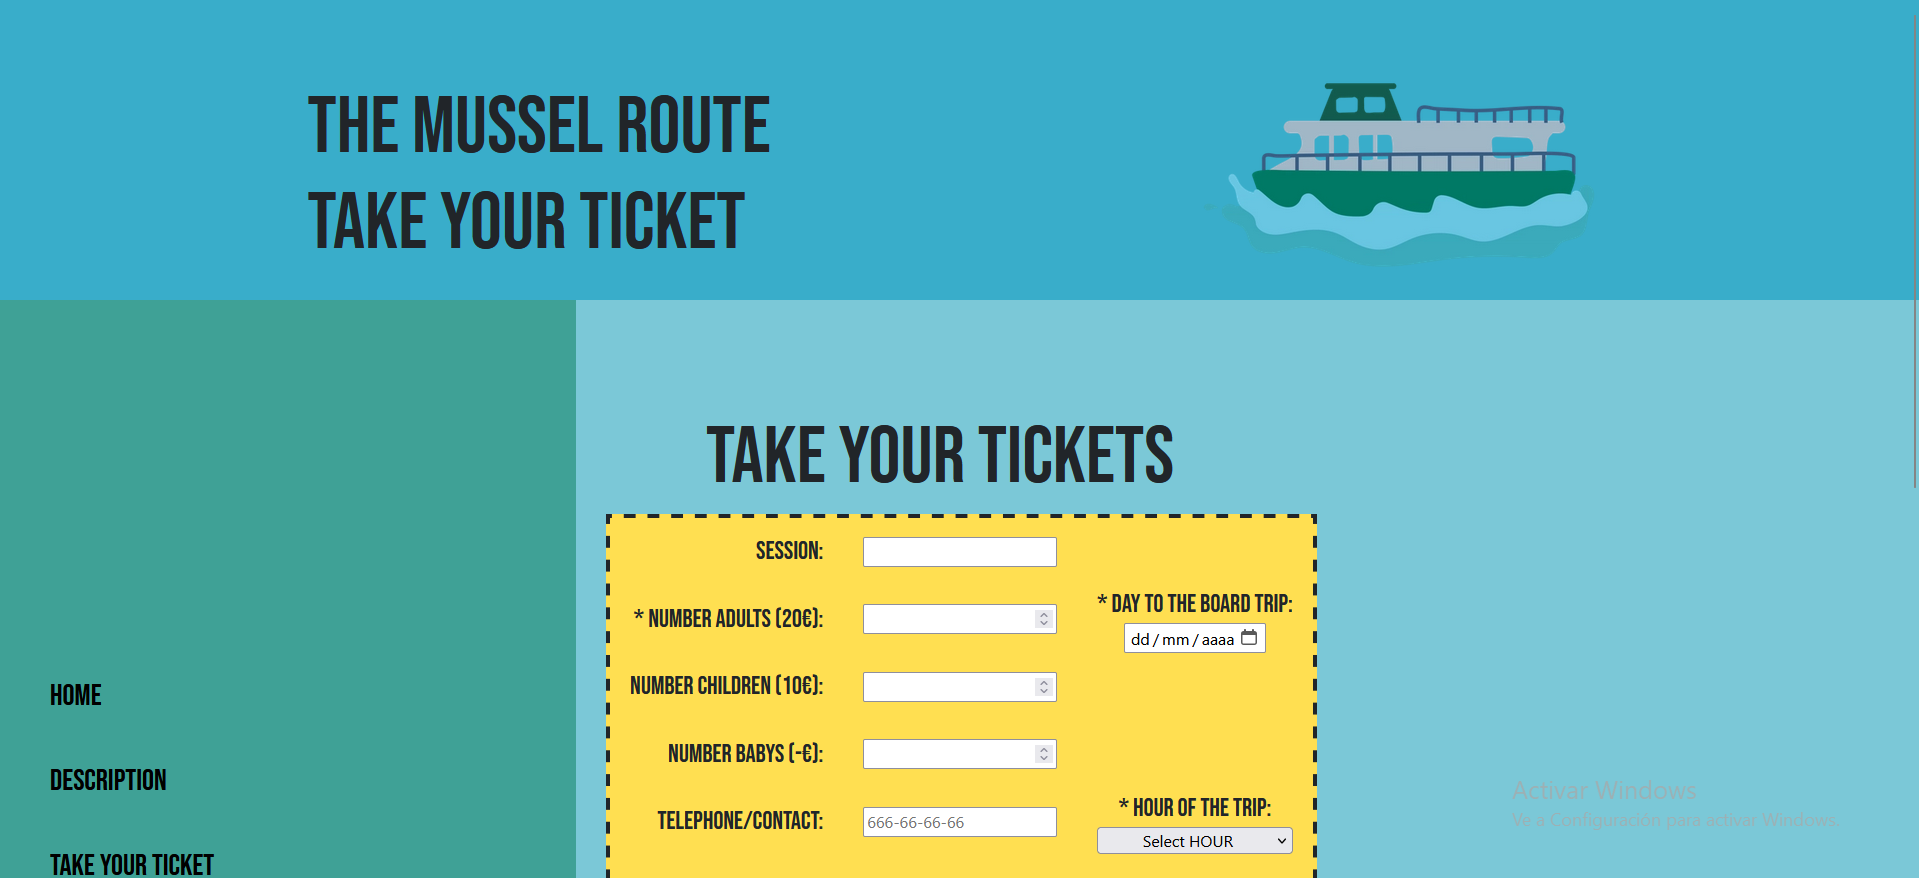 THE MUSSEL ROUTE
TAKE YOUR TICKET
TAKE YOUR TICKETS
SESSION:
* NUMBER ADULTS (20€):
* DAY TO THE BOARD TRIP:
dd/mm/aaaa
NUMBER CHILDREN (10€):
NUMBER BABYS (-€):
TELEPHONE/CONTACT:
666-66-66-66
* HOUR OF THE TRIP:
Select HOUR
HOME
DESCRIPTION
TAKE YOUR TICKET
Activar Windows
Ve a Configuración para activar Windows.